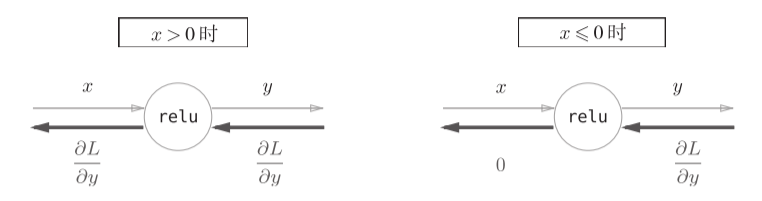 x > 0 时
x ⩽ 0 时
x
y
relu
∂L/∂y
∂L/∂y
x
y
relu
0
∂L/∂y